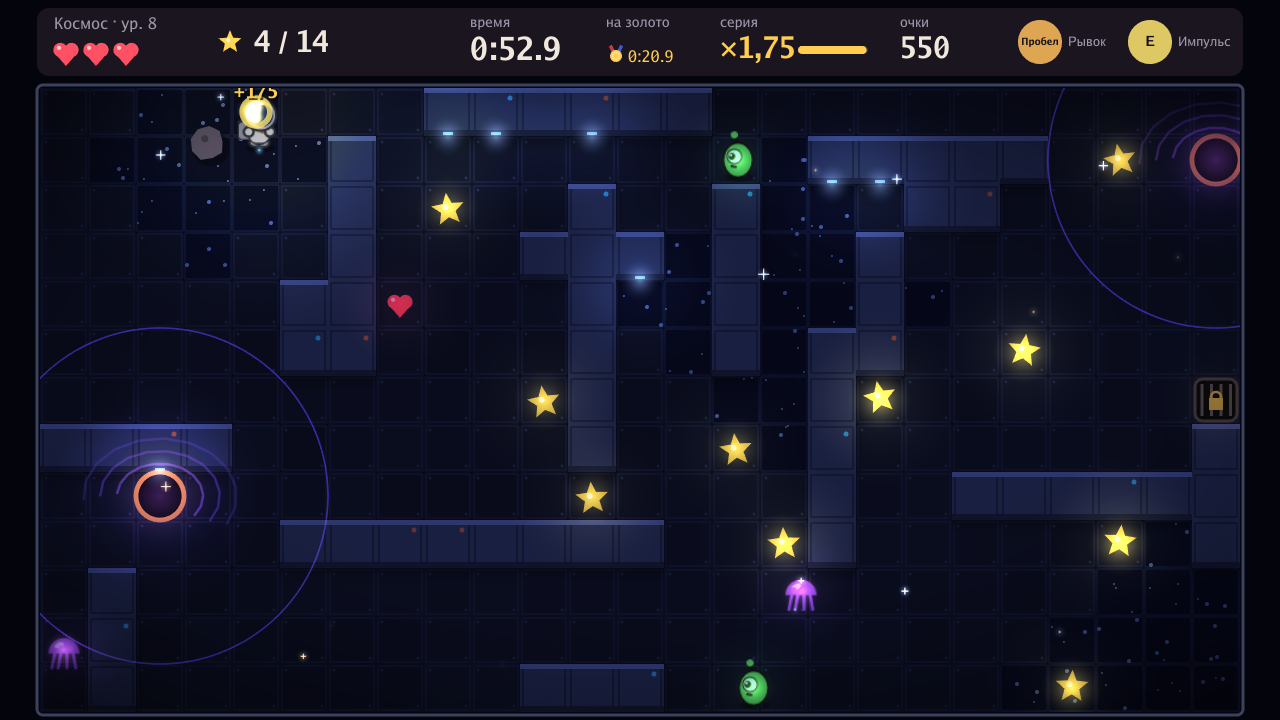 Космос · ур. 8
4 / 14
время
0:52.9
на золото
0:20.9
серия
×1,75
очки
550
Пробел
Рывок
E
Импульс
+175